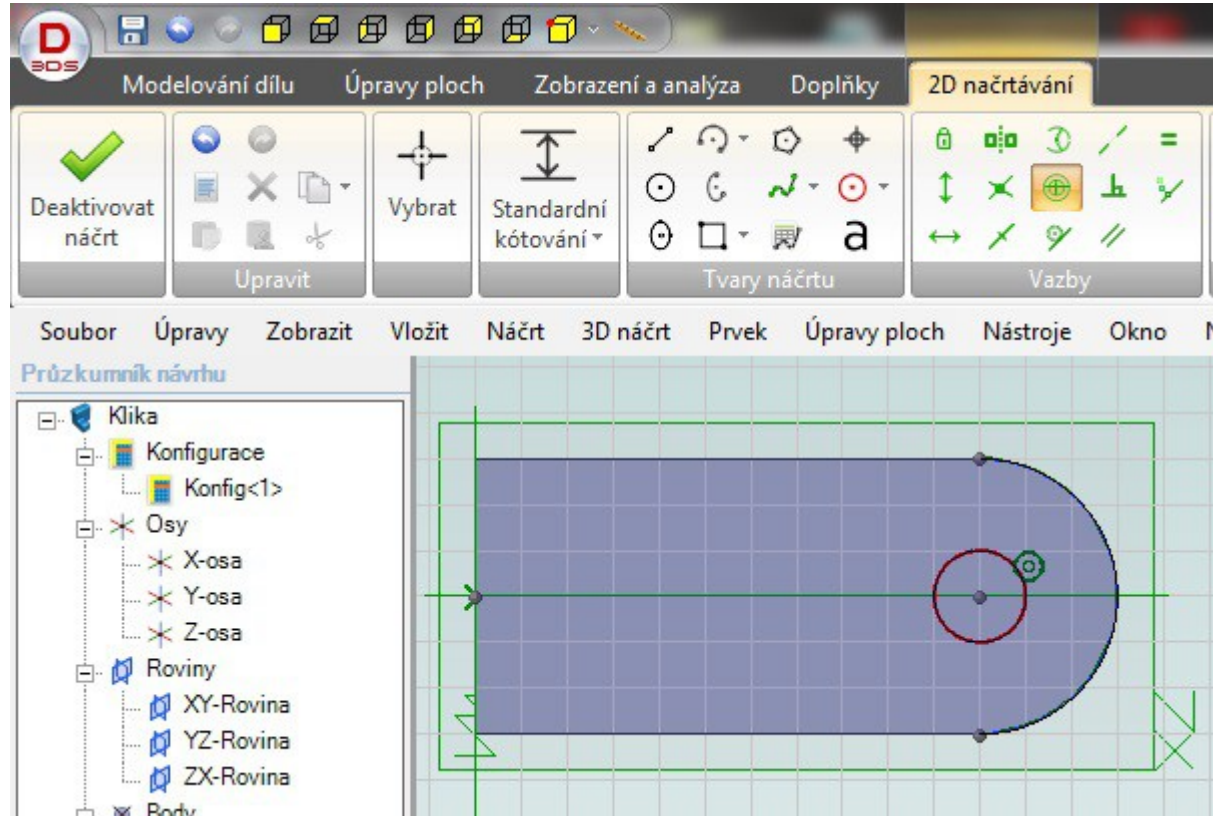 D
3DS
Modelování dílu Úpravy ploch Zobrazení a analýza Doplňky 2D načrtávání
Deaktivovat
náčrt
Upravit
Vybrat
Standardní
kótování
a
Tvary náčrtu
Vazby
Soubor Úpravy Zobrazit Vložit Náčrt 3D náčrt Prvek Úpravy ploch Nástroje Okno
Průzkumník návrhu
Klika
Konfigurace
Konfig<1>
Osy
X-osa
Y-osa
Z-osa
Roviny
XY-Rovina
YZ-Rovina
ZX-Rovina
Body
X
Y